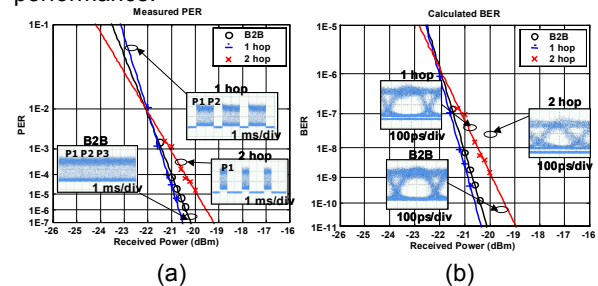 performance.
Measured PER
Calculated BER
1E-1
1E-2
1E-3
1E-4
1E-5
1E-6
1E-7
PER
B2B
1 hop
2 hop
1 hop
P1 P2
1 ms/div
B2B
P1 P2 P3
1 ms/div
2 hop
P1
1 ms/div
-26 -25 -24 -23 -22 -21 -20 -19 -18 -17 -16
Received Power (dBm)
(a)
1E-5
1E-6
1E-7
1E-8
1E-9
1E-10
1E-11
BER
B2B
1 hop
2 hop
1 hop
100ps/div
2 hop
100ps/div
B2B
100ps/div
-26 -25 -24 -23 -22 -21 -20 -19 -18 -17 -16
Received Power (dBm)
(b)